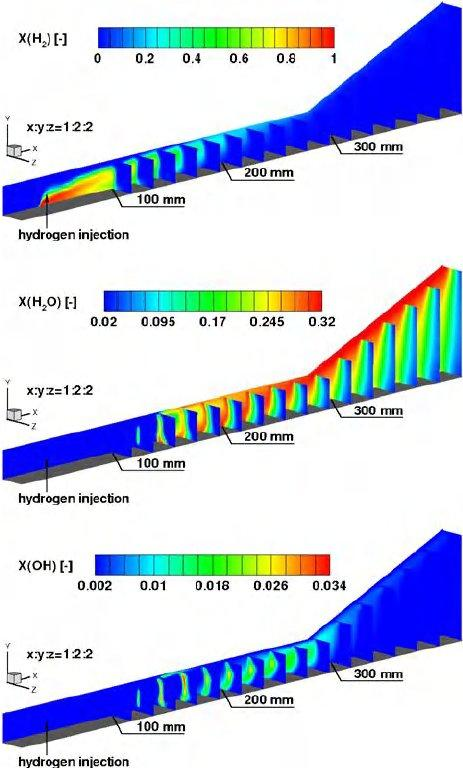 X(H2) [-]
0 0.2 0.4 0.6 0.8 1
Y
X
Z
x:y:z=1:2:2
300 mm
200 mm
100 mm
hydrogen injection
X(H2O) [-]
0.02 0.095 0.17 0.245 0.32
Y
X
Z
x:y:z=1:2:2
300 mm
200 mm
100 mm
hydrogen injection
X(OH) [-]
0.002 0.01 0.018 0.026 0.034
Y
X
Z
x:y:z=1:2:2
300 mm
200 mm
100 mm
hydrogen injection